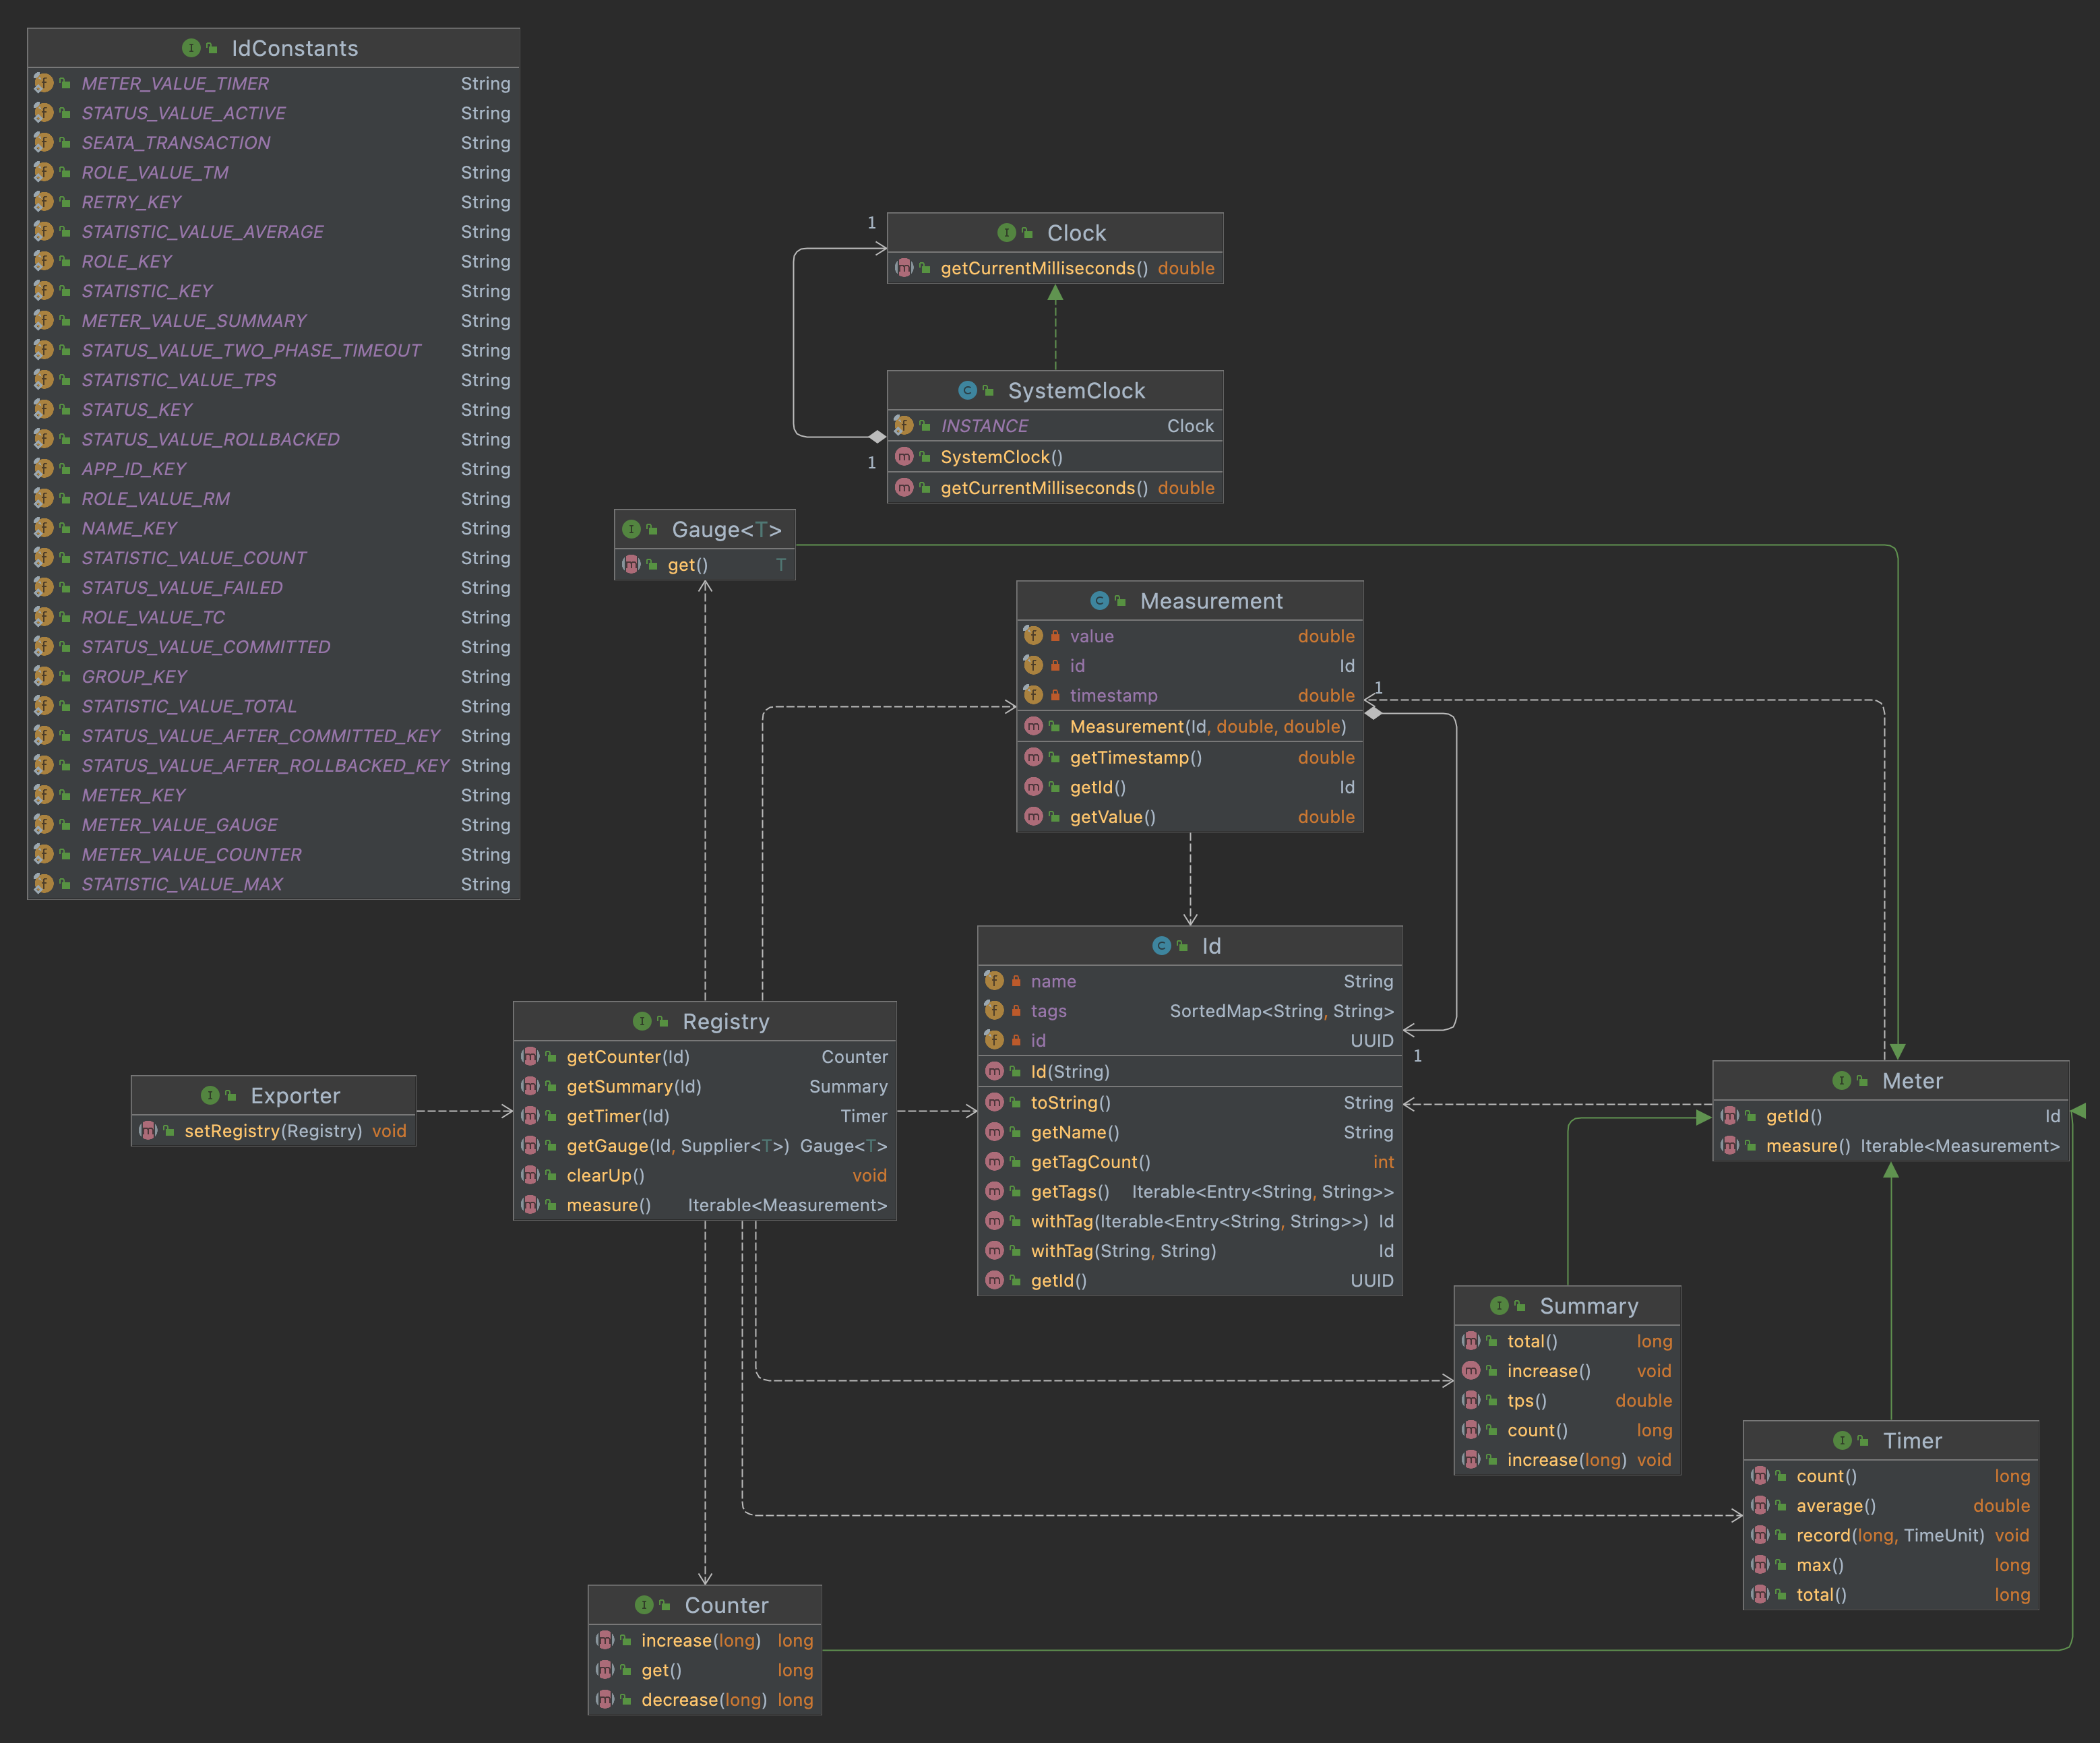 IdConstants
METER_VALUE_TIMER String
STATUS_VALUE_ACTIVE String
SEATA_TRANSACTION String
ROLE_VALUE_TM String
RETRY_KEY String
STATISTIC_VALUE_AVERAGE String
ROLE_KEY String
STATISTIC_KEY String
METER_VALUE_SUMMARY String
STATUS_VALUE_TWO_PHASE_TIMEOUT String
STATISTIC_VALUE_TPS String
STATUS_KEY String
STATUS_VALUE_ROLLBACKED String
APP_ID_KEY String
ROLE_VALUE_RM String
NAME_KEY String
STATISTIC_VALUE_COUNT String
STATUS_VALUE_FAILED String
ROLE_VALUE_TC String
STATUS_VALUE_COMMITTED String
GROUP_KEY String
STATISTIC_VALUE_TOTAL String
STATUS_VALUE_AFTER_COMMITTED_KEY String
STATUS_VALUE_AFTER_ROLLBACKED_KEY String
METER_KEY String
METER_VALUE_GAUGE String
METER_VALUE_COUNTER String
STATISTIC_VALUE_MAX String
1
Clock
getCurrentMilliseconds() double
SystemClock
INSTANCE Clock
1
SystemClock()
getCurrentMilliseconds() double
Gauge<T>
get() T
Measurement
value double
id Id
timestamp double
1
Measurement(Id, double, double)
getTimestamp() double
getId() Id
getValue() double
Id
name String
tags SortedMap<String, String>
id UUID
1
Id(String)
toString() String
getName() String
getTagCount() int
getTags() Iterable<Entry<String, String>>
withTag(Iterable<Entry<String, String>>) Id
withTag(String, String) Id
getId() UUID
Registry
getCounter(Id) Counter
getSummary(Id) Summary
getTimer(Id) Timer
getGauge(Id, Supplier<T>) Gauge<T>
clearUp() void
measure() Iterable<Measurement>
Exporter
setRegistry(Registry) void
Meter
getId() Id
measure() Iterable<Measurement>
Summary
total() long
increase() void
tps() double
count() long
increase(long) void
Timer
count() long
average() double
record(long, TimeUnit) void
max() long
total() long
Counter
increase(long) long
get() long
decrease(long) long